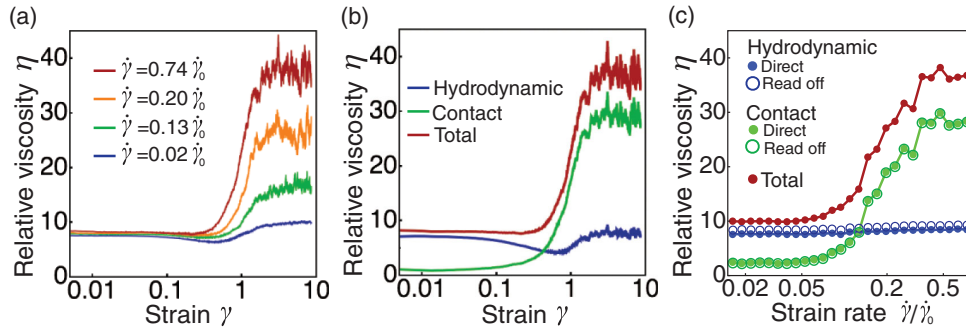 (a)
Relative viscosity η
40
30
20
10
0
γ̇ =0.74 γ̇₀
γ̇ =0.20 γ̇₀
γ̇ =0.13 γ̇₀
γ̇ =0.02 γ̇₀
0.01 0.1 1 10
Strain γ
(b)
Relative viscosity η
40
30
20
10
0
Hydrodynamic
Contact
Total
0.01 0.1 1 10
Strain γ
(c)
Relative viscosity η
40
30
20
10
0
Hydrodynamic
Direct
Read off
Contact
Direct
Read off
Total
0.02 0.05 0.2 0.5
Strain rate γ̇/γ̇₀